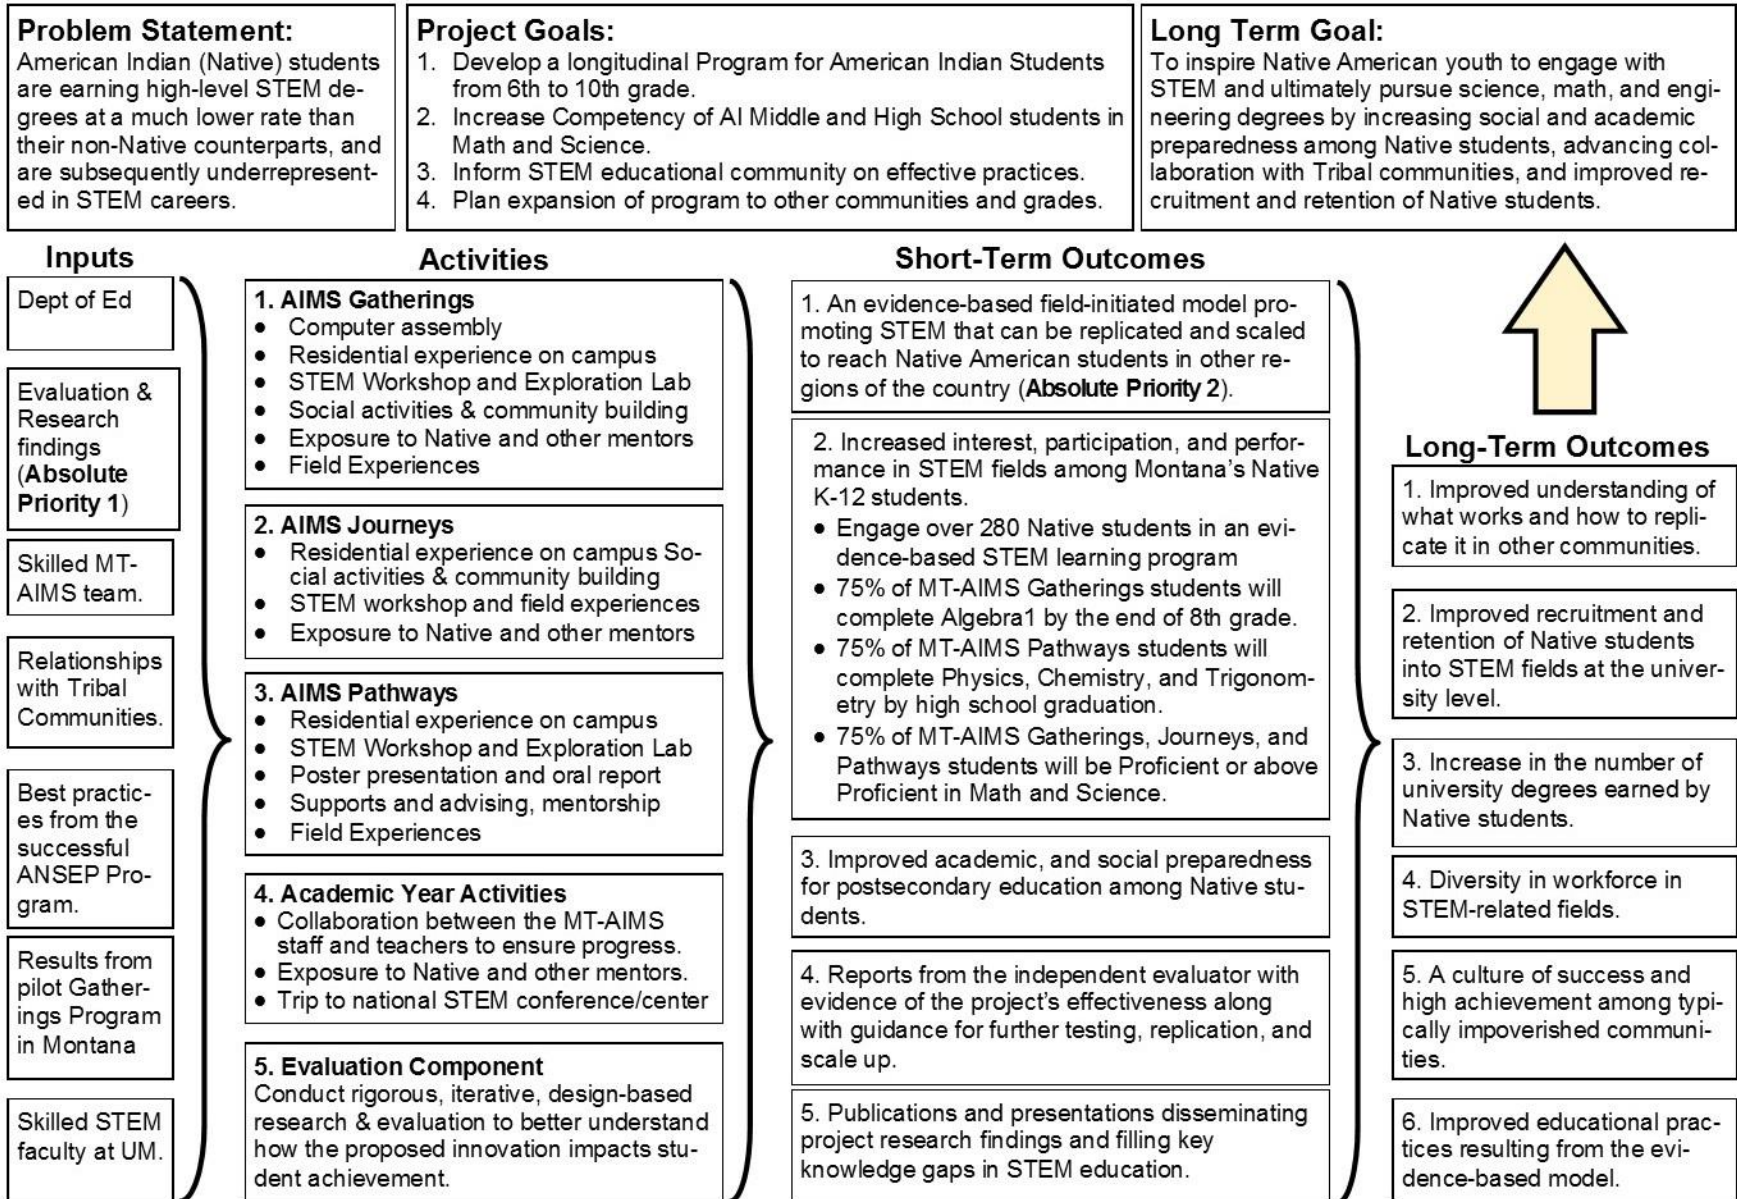 Problem Statement:
American Indian (Native) students
are earning high-level STEM de-
grees at a much lower rate than
their non-Native counterparts, and
are subsequently underrepresent-
ed in STEM careers.
Project Goals:
1. Develop a longitudinal Program for American Indian Students
from 6th to 10th grade.
2. Increase Competency of AI Middle and High School students in
Math and Science.
3. Inform STEM educational community on effective practices.
4. Plan expansion of program to other communities and grades.
Long Term Goal:
To inspire Native American youth to engage with
STEM and ultimately pursue science, math, and engi-
neering degrees by increasing social and academic
preparedness among Native students, advancing col-
laboration with Tribal communities, and improved re-
cruitment and retention of Native students.
Inputs
Dept of Ed
Evaluation &
Research
findings
(Absolute
Priority 1)
Skilled MT-
AIMS team.
Relationships
with Tribal
Communities.
Best practic-
es from the
successful
ANSEP Pro-
gram.
Results from
pilot Gather-
ings Program
in Montana
Skilled STEM
faculty at UM.
Activities
1. AIMS Gatherings
• Computer assembly
• Residential experience on campus
• STEM Workshop and Exploration Lab
• Social activities & community building
• Exposure to Native and other mentors
• Field Experiences
2. AIMS Journeys
• Residential experience on campus So-
cial activities & community building
• STEM workshop and field experiences
• Exposure to Native and other mentors
3. AIMS Pathways
• Residential experience on campus
• STEM Workshop and Exploration Lab
• Poster presentation and oral report
• Supports and advising, mentorship
• Field Experiences
4. Academic Year Activities
• Collaboration between the MT-AIMS
staff and teachers to ensure progress.
• Exposure to Native and other mentors.
• Trip to national STEM conference/center
5. Evaluation Component
Conduct rigorous, iterative, design-based
research & evaluation to better understand
how the proposed innovation impacts stu-
dent achievement.
Short-Term Outcomes
1. An evidence-based field-initiated model pro-
moting STEM that can be replicated and scaled
to reach Native American students in other re-
gions of the country (Absolute Priority 2).
2. Increased interest, participation, and perfor-
mance in STEM fields among Montana's Native
K-12 students.
• Engage over 280 Native students in an evi-
dence-based STEM learning program
• 75% of MT-AIMS Gatherings students will
complete Algebra1 by the end of 8th grade.
• 75% of MT-AIMS Pathways students will
complete Physics, Chemistry, and Trigonom-
etry by high school graduation.
• 75% of MT-AIMS Gatherings, Journeys, and
Pathways students will be Proficient or above
Proficient in Math and Science.
3. Improved academic, and social preparedness
for postsecondary education among Native stu-
dents.
4. Reports from the independent evaluator with
evidence of the project's effectiveness along
with guidance for further testing, replication, and
scale up.
5. Publications and presentations disseminating
project research findings and filling key
knowledge gaps in STEM education.
Long-Term Outcomes
1. Improved understanding of
what works and how to repli-
cate it in other communities.
2. Improved recruitment and
retention of Native students
into STEM fields at the univer-
sity level.
3. Increase in the number of
university degrees earned by
Native students.
4. Diversity in workforce in
STEM-related fields.
5. A culture of success and
high achievement among typi-
cally impoverished communi-
ties.
6. Improved educational prac-
tices resulting from the evi-
dence-based model.